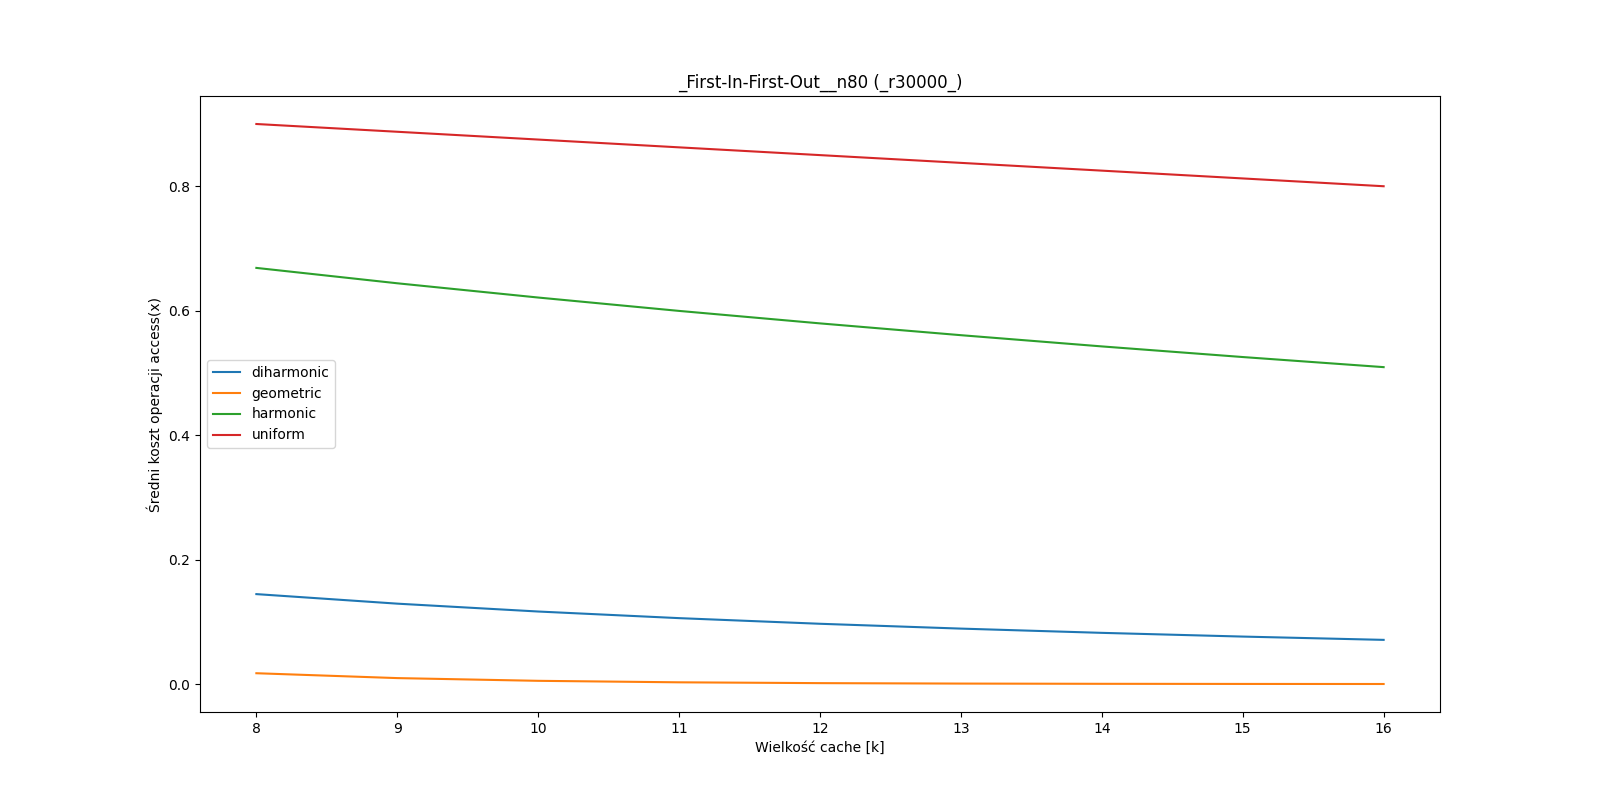 _First-In-First-Out__n80 (_r30000_)
Średni koszt operacji access(x)
0.8
0.6
0.4
0.2
0.0
diharmonic
geometric
harmonic
uniform
8 9 10 11 12 13 14 15 16
Wielkość cache [k]